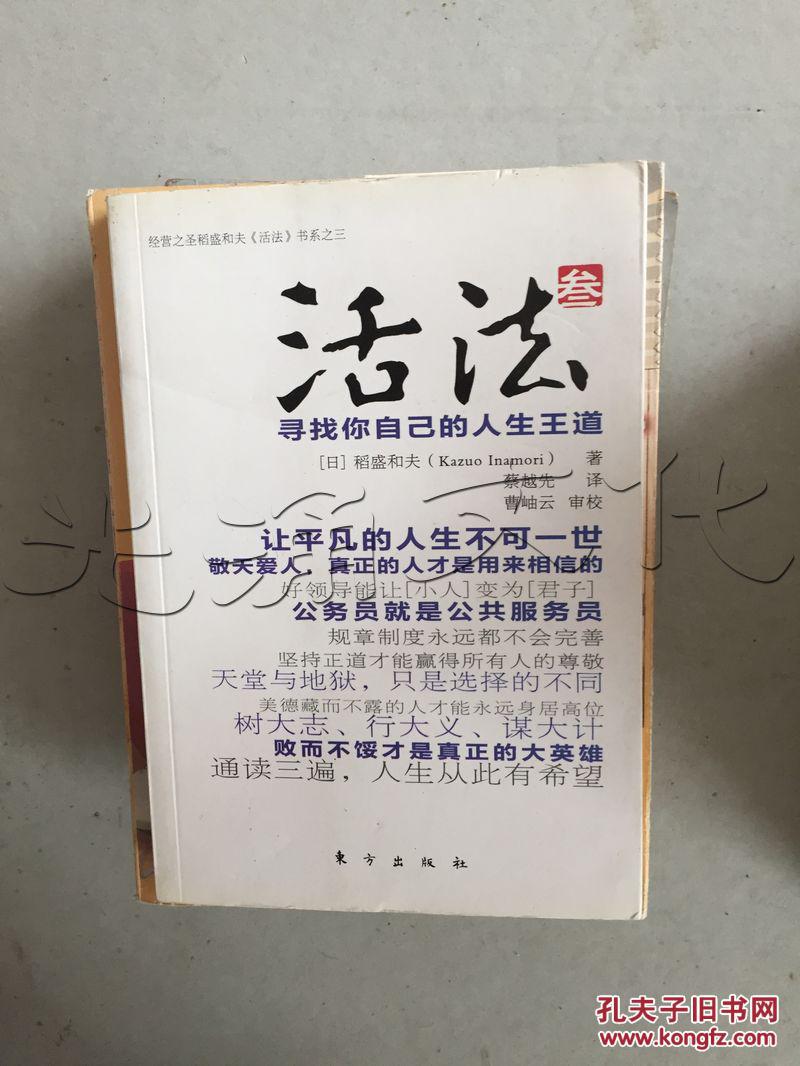 经营之圣稻盛和夫《活法》书系之三
活法
叁
寻找你自己的人生王道
［日］稻盛和夫（Kazuo Inamori） 著
蔡越先 译
曹岫云 审校
让平凡的人生不可一世
敬天爱人，真正的人才是用来相信的
好领导能让［小人］变为［君子］
公务员就是公共服务员
规章制度永远都不会完善
坚持正道才能赢得所有人的尊敬
天堂与地狱，只是选择的不同
美德藏而不露的人才能永远身居高位
树大志、行大义、谋大计
败而不馁才是真正的大英雄
通读三遍，人生从此有希望
东方出版社
孔夫子旧书网
www.kongfz.com